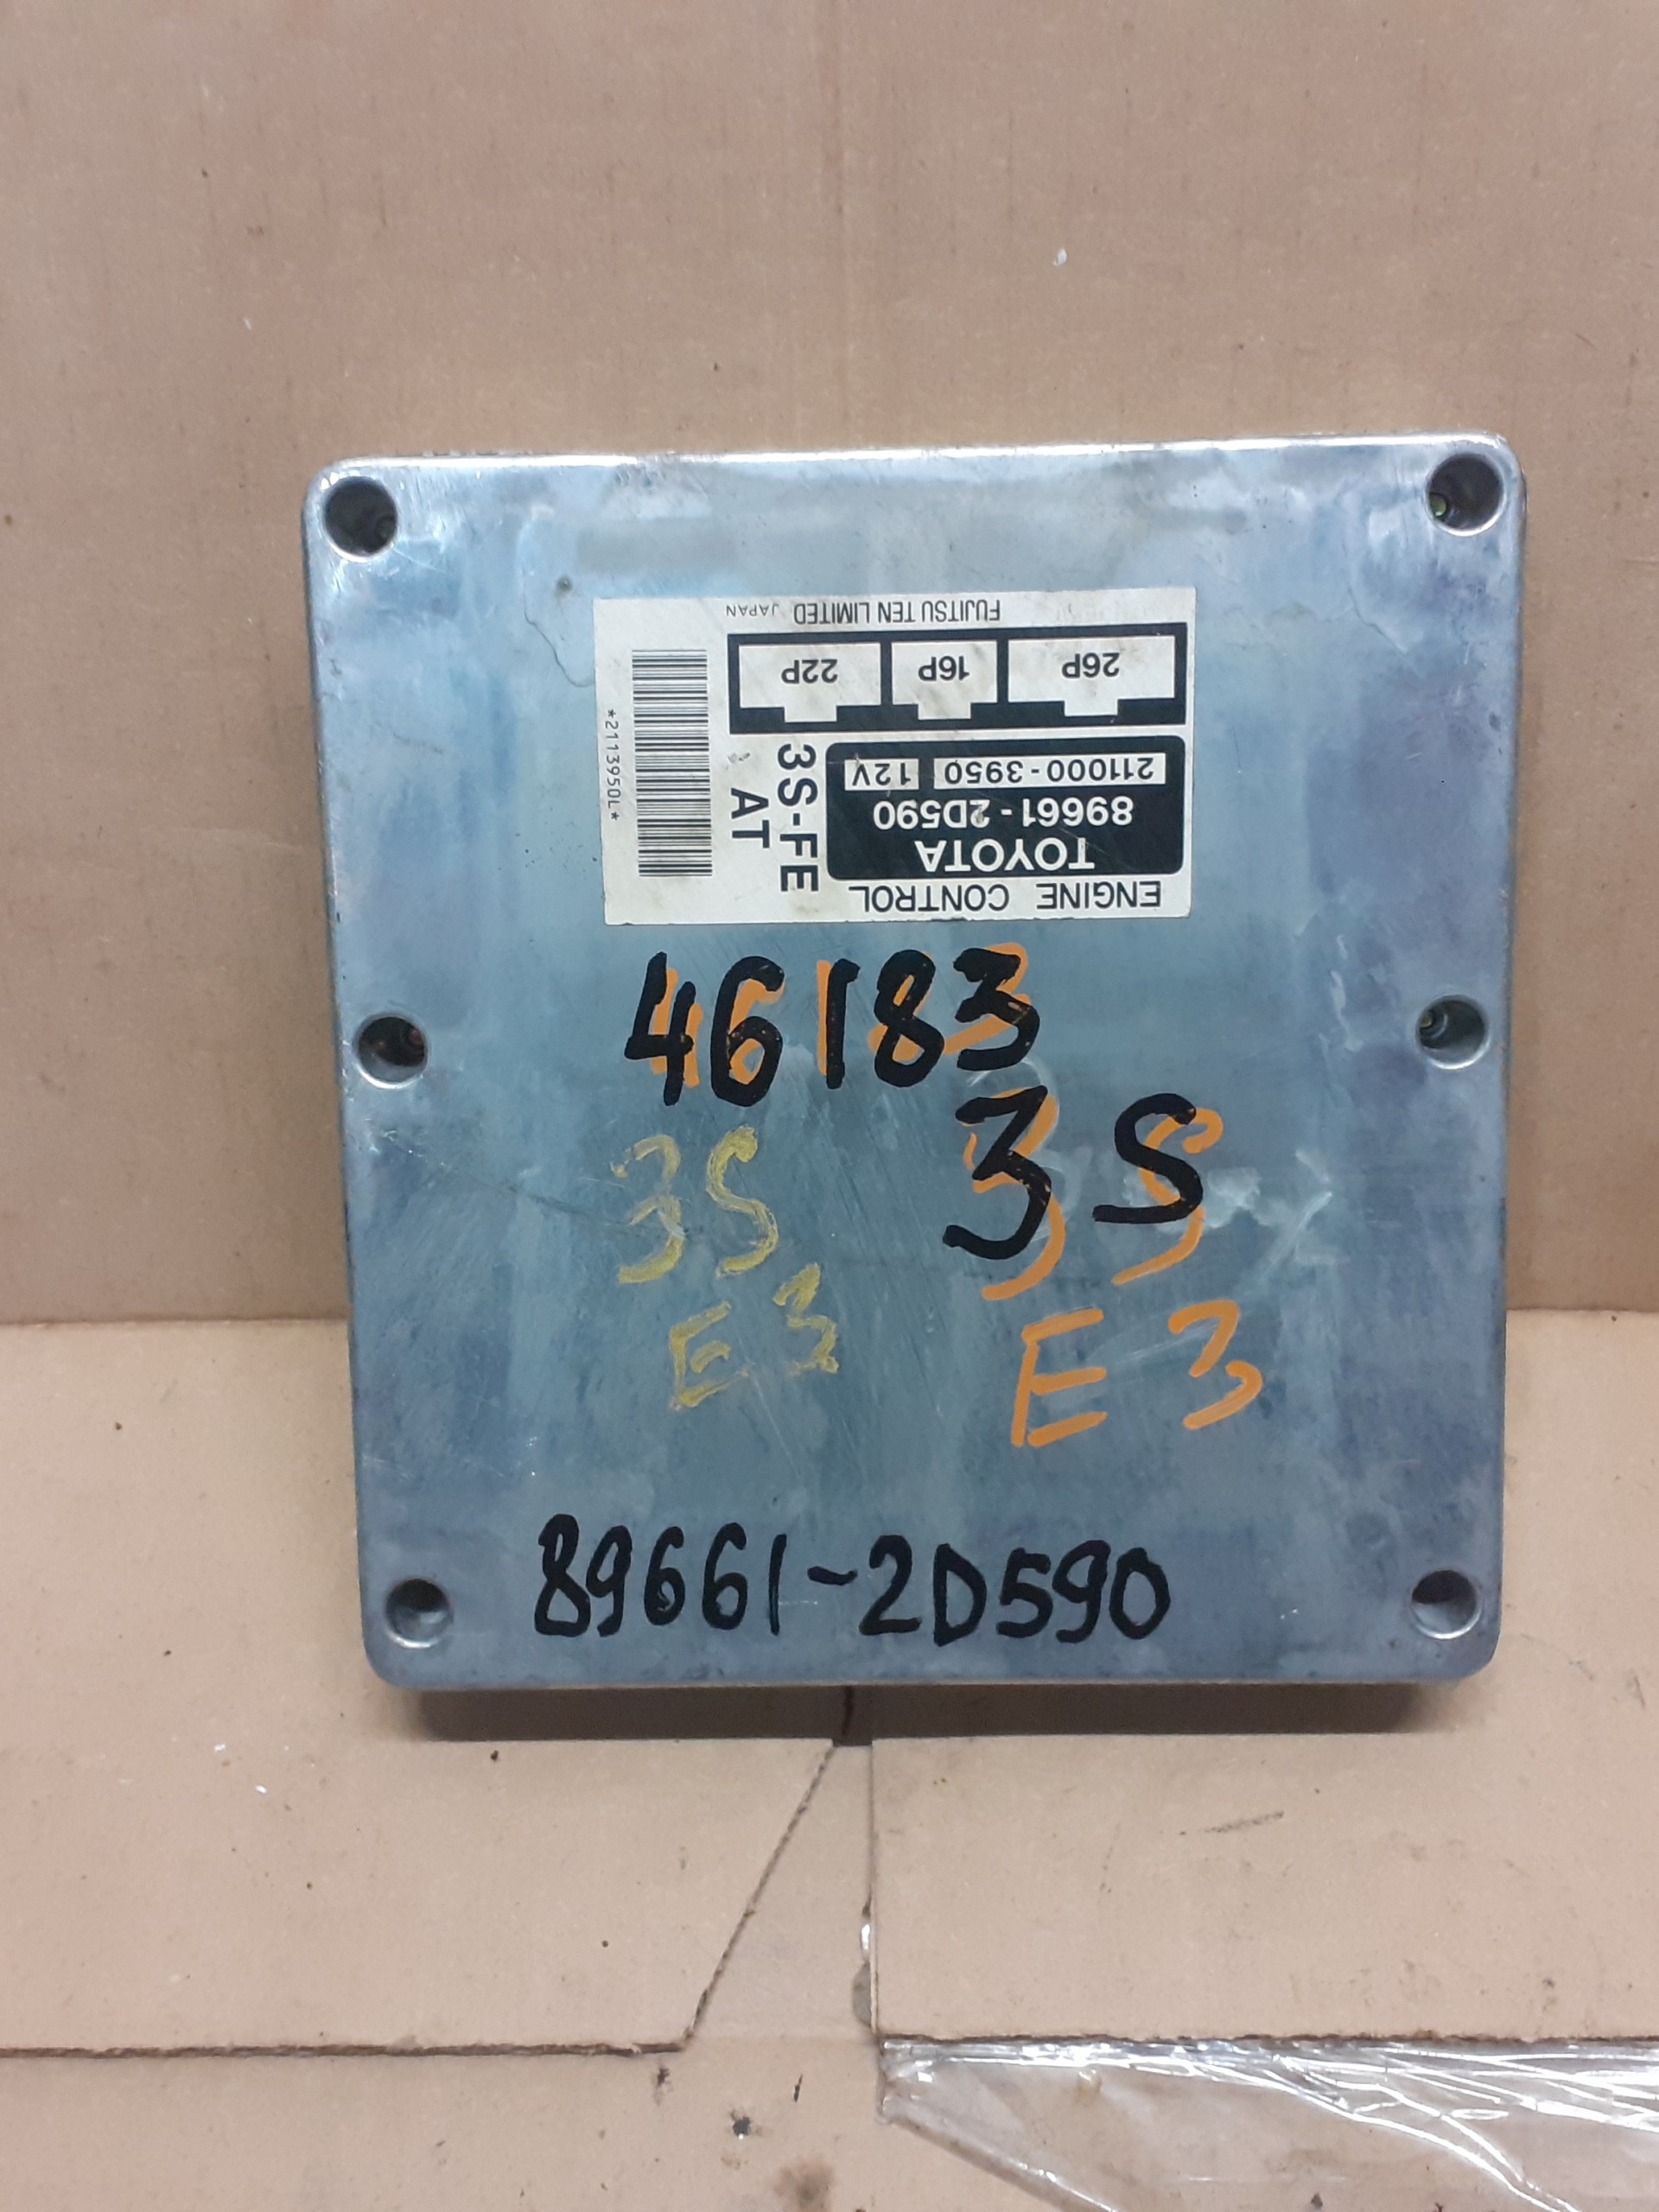 ENGINE CONTROL
TOYOTA
89661-2D590
211000-3950 12V
3S-FE
AT
26P 16P 22P
FUJITSU TEN LIMITED JAPAN
*2113950L*
46183
3S
3S
E3
E3
89661-2D590